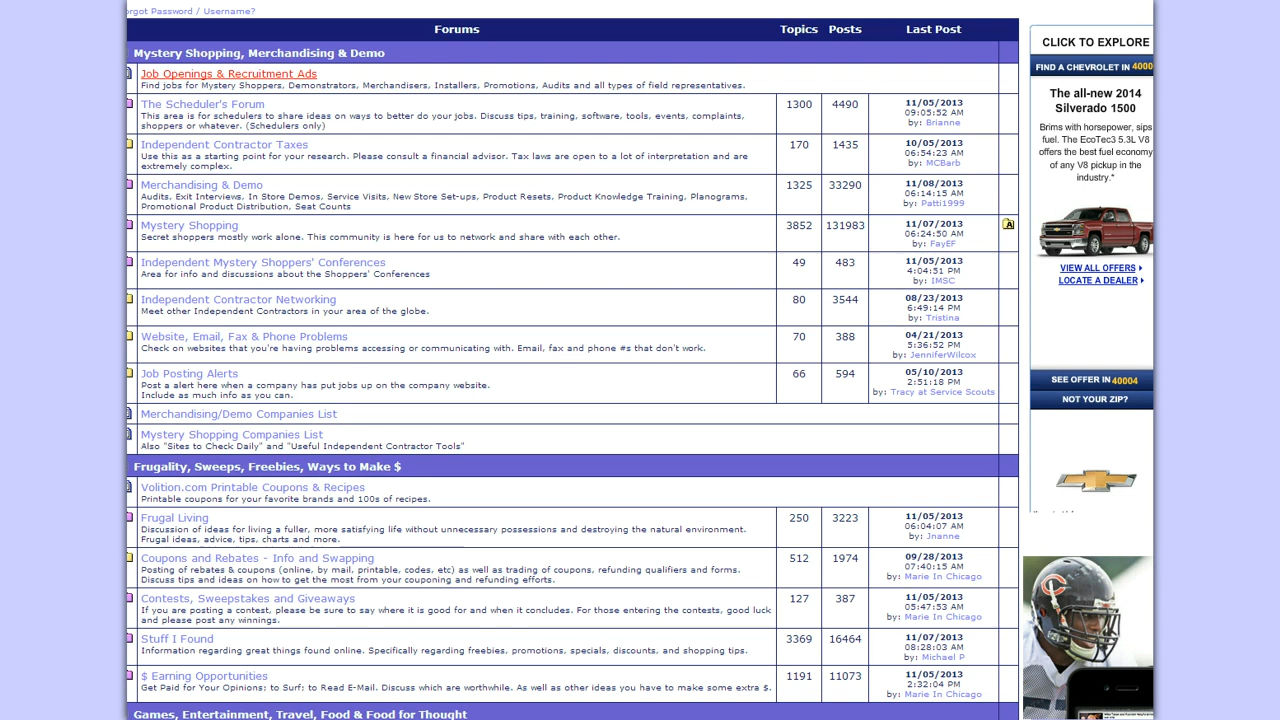 orgot Password / Username?
Forums Topics Posts Last Post
Mystery Shopping, Merchandising & Demo
Job Openings & Recruitment Ads
Find jobs for Mystery Shoppers, Demonstrators, Merchandisers, Installers, Promotions, Audits and all types of field representatives.
The Scheduler's Forum
This area is for schedulers to share ideas on ways to better do your jobs. Discuss tips, training, software, tools, events, complaints,
shoppers or whatever. (Schedulers only)
1300 4490
11/05/2013
09:05:52 AM
by: Brianne
Independent Contractor Taxes
Use this as a starting point for your research. Please consult a financial advisor. Tax laws are open to a lot of interpretation and are
extremely complex.
170 1435
10/05/2013
06:54:23 AM
by: MCBarb
Merchandising & Demo
Audits, Exit Interviews, In Store Demos, Service Visits, New Store Set-ups, Product Resets, Product Knowledge Training, Planograms,
Promotional Product Distribution, Seat Counts
1325 33290
11/08/2013
06:14:15 AM
by: Patti1999
Mystery Shopping
Secret shoppers mostly work alone. This community is here for us to network and share with each other.
3852 131983
11/07/2013
06:24:50 AM
by: FayEF
A
Independent Mystery Shoppers' Conferences
Area for info and discussions about the Shoppers' Conferences
49 483
11/05/2013
4:04:51 PM
by: IMSC
Independent Contractor Networking
Meet other Independent Contractors in your area of the globe.
80 3544
08/23/2013
6:49:14 PM
by: Tristina
Website, Email, Fax & Phone Problems
Check on websites that you're having problems accessing or communicating with. Email, fax and phone #s that don't work.
70 388
04/21/2013
5:36:52 PM
by: JenniferWilcox
Job Posting Alerts
Post a alert here when a company has put jobs up on the company website.
Include as much info as you can.
66 594
05/10/2013
2:51:18 PM
by: Tracy at Service Scouts
Merchandising/Demo Companies List
Mystery Shopping Companies List
Also "Sites to Check Daily" and "Useful Independent Contractor Tools"
Frugality, Sweeps, Freebies, Ways to Make $
Volition.com Printable Coupons & Recipes
Printable coupons for your favorite brands and 100s of recipes.
Frugal Living
Discussion of ideas for living a fuller, more satisfying life without unnecessary possessions and destroying the natural environment.
Frugal ideas, advice, tips, charts and more.
250 3223
11/05/2013
06:04:07 AM
by: Jnanne
Coupons and Rebates - Info and Swapping
Posting of rebates & coupons (online, by mail, printable, codes, etc) as well as trading of coupons, refunding qualifiers and forms.
Discuss tips and ideas on how to get the most from your couponing and refunding efforts.
512 1974
09/28/2013
07:40:15 AM
by: Marie In Chicago
Contests, Sweepstakes and Giveaways
If you are posting a contest, please be sure to say where it is good for and when it concludes. For those entering the contests, good luck
and please post any winnings.
127 387
11/05/2013
05:47:53 AM
by: Marie In Chicago
Stuff I Found
Information regarding great things found online. Specifically regarding freebies, promotions, specials, discounts, and shopping tips.
3369 16464
11/07/2013
08:28:03 AM
by: Michael P
$ Earning Opportunities
Get Paid for Your Opinions; to Surf; to Read E-Mail. Discuss which are worthwhile. As well as other ideas you have to make some extra $.
1191 11073
11/05/2013
2:32:04 PM
by: Marie In Chicago
Games, Entertainment, Travel, Food & Food for Thought
CLICK TO EXPLORE
FIND A CHEVROLET IN 4000
The all-new 2014
Silverado 1500
Brims with horsepower, sips
fuel. The EcoTec3 5.3L V8
offers the best fuel economy
of any V8 pickup in the
industry.*
VIEW ALL OFFERS
LOCATE A DEALER
SEE OFFER IN 40004
NOT YOUR ZIP?